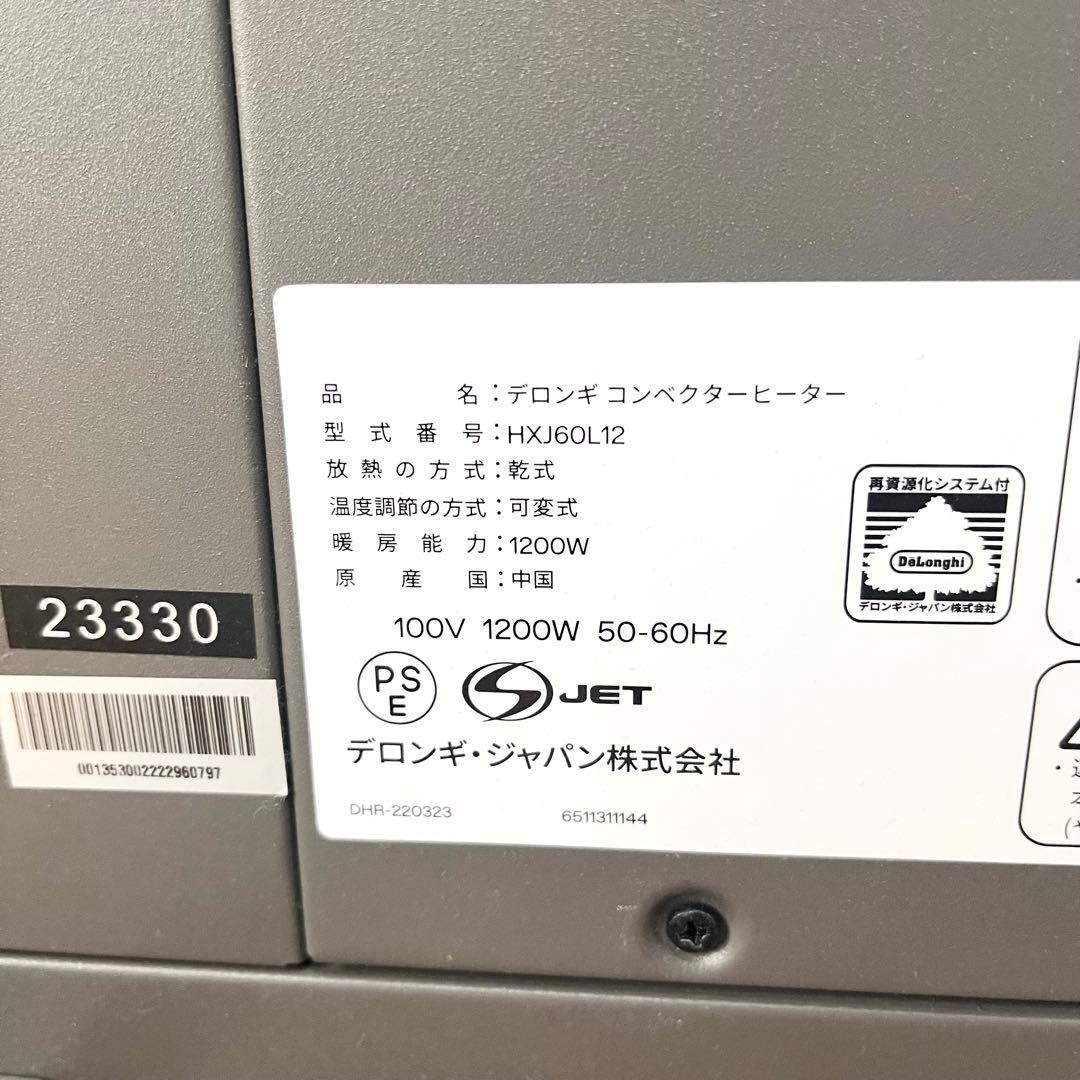 品名：デロンギ コンベクターヒーター
型式番号：HXJ60L12
放熱の方式：乾式
温度調節の方式：可変式
暖房能力：1200W
原産国：中国
100V 1200W 50-60Hz
PSE
S JET
デロンギ・ジャパン株式会社
DHR-220323 6511311144
再資源化システム付
DeLonghi
デロンギ・ジャパン株式会社
23330
001353002222960797